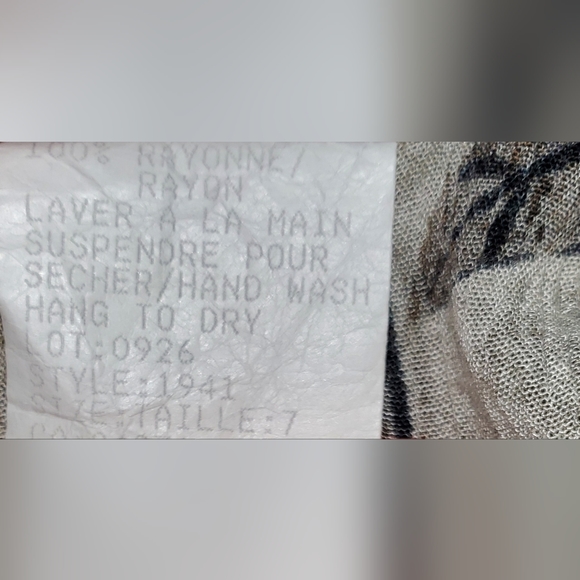 100% RAYONNE/
RAYON
LAVER A LA MAIN
SUSPENDRE POUR
SECHER/HAND WASH
HANG TO DRY
LOT:0926
STYLE:1941
SIZE:TAILLE:7